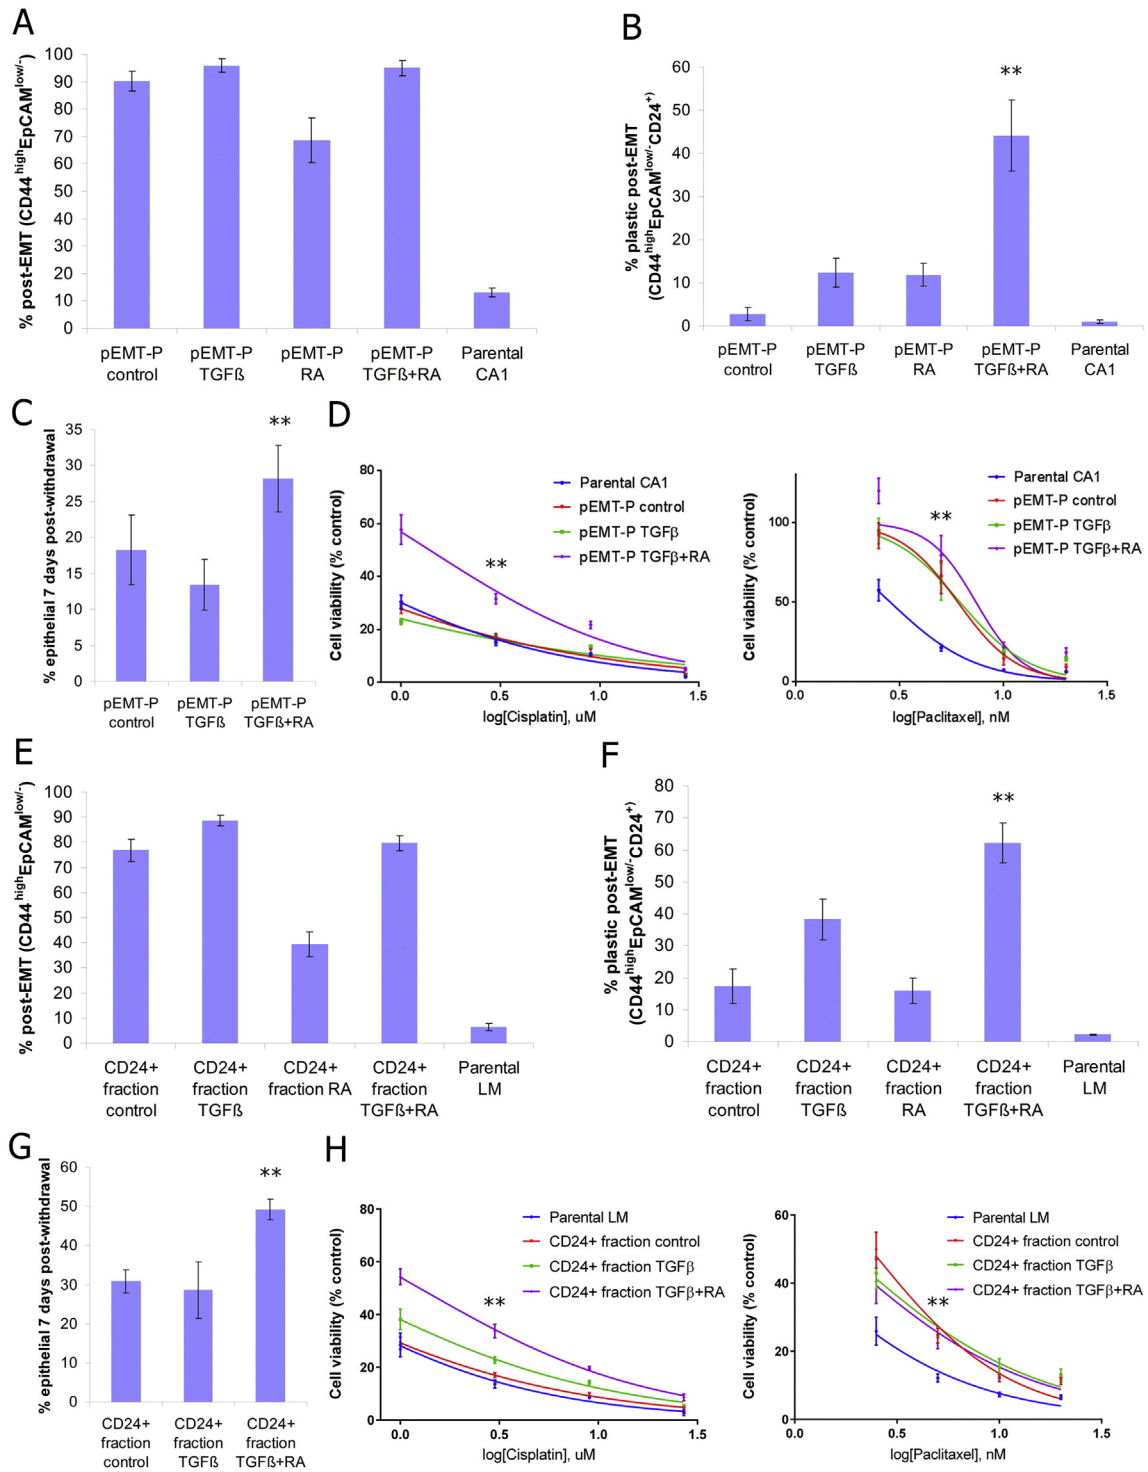 A
% post-EMT (CD44highEpCAMlow/-)
100
90
80
70
60
50
40
30
20
10
0
pEMT-P control
pEMT-P TGFß
pEMT-P RA
pEMT-P TGFß+RA
Parental CA1
B
% plastic post-EMT
(CD44highEpCAMlow/-CD24+)
60
50
40
30
20
10
0
**
pEMT-P control
pEMT-P TGFß
pEMT-P RA
pEMT-P TGFß+RA
Parental CA1
C
% epithelial 7 days post-withdrawal
35
30
25
20
15
10
5
0
**
pEMT-P control
pEMT-P TGFß
pEMT-P TGFß+RA
D
Cell viability (% control)
80
60
40
20
0
**
Parental CA1
pEMT-P control
pEMT-P TGFβ
pEMT-P TGFβ+RA
0.0 0.5 1.0 1.5
log[Cisplatin], uM
Cell viability (% control)
100
50
0
**
Parental CA1
pEMT-P control
pEMT-P TGFβ
pEMT-P TGFβ+RA
0.0 0.5 1.0 1.5
log[Paclitaxel], nM
E
% post-EMT (CD44highEpCAMlow/-)
100
90
80
70
60
50
40
30
20
10
0
CD24+ fraction control
CD24+ fraction TGFß
CD24+ fraction RA
CD24+ fraction TGFß+RA
Parental LM
F
% plastic post-EMT
(CD44highEpCAMlow/-CD24+)
80
70
60
50
40
30
20
10
0
**
CD24+ fraction control
CD24+ fraction TGFß
CD24+ fraction RA
CD24+ fraction TGFß+RA
Parental LM
G
% epithelial 7 days post-withdrawal
60
50
40
30
20
10
0
**
CD24+ fraction control
CD24+ fraction TGFß
CD24+ fraction TGFß+RA
H
Cell viability (% control)
80
60
40
20
0
**
Parental LM
CD24+ fraction control
CD24+ fraction TGFβ
CD24+ fraction TGFβ+RA
0.0 0.5 1.0 1.5
log[Cisplatin], uM
Cell viability (% control)
60
40
20
0
**
Parental LM
CD24+ fraction control
CD24+ fraction TGFβ
CD24+ fraction TGFβ+RA
0.0 0.5 1.0 1.5
log[Paclitaxel], nM